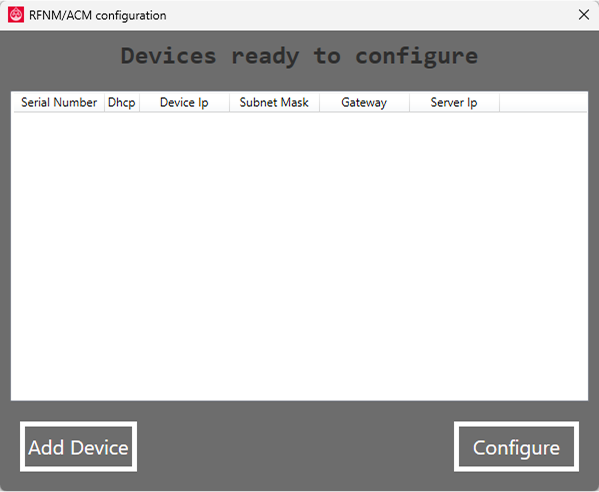 RFNM/ACM configuration
Devices ready to configure
Serial Number Dhcp Device Ip Subnet Mask Gateway Server Ip
Add Device Configure